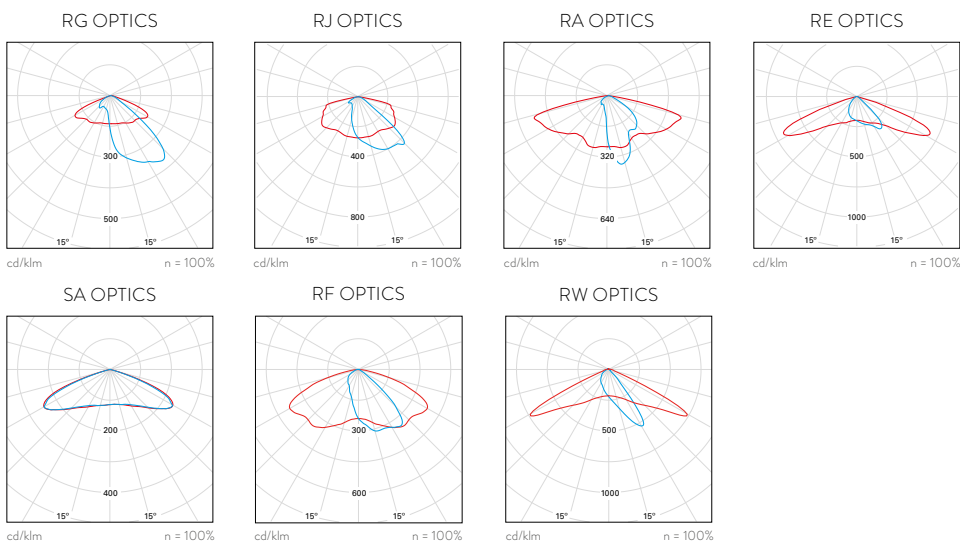 RG OPTICS
300
500
15° 15°
cd/klm n = 100%
RJ OPTICS
400
800
15° 15°
cd/klm n = 100%
RA OPTICS
320
640
15° 15°
cd/klm n = 100%
RE OPTICS
500
1000
15° 15°
cd/klm n = 100%
SA OPTICS
200
400
15° 15°
cd/klm n = 100%
RF OPTICS
300
600
15° 15°
cd/klm n = 100%
RW OPTICS
500
1000
15° 15°
cd/klm n = 100%